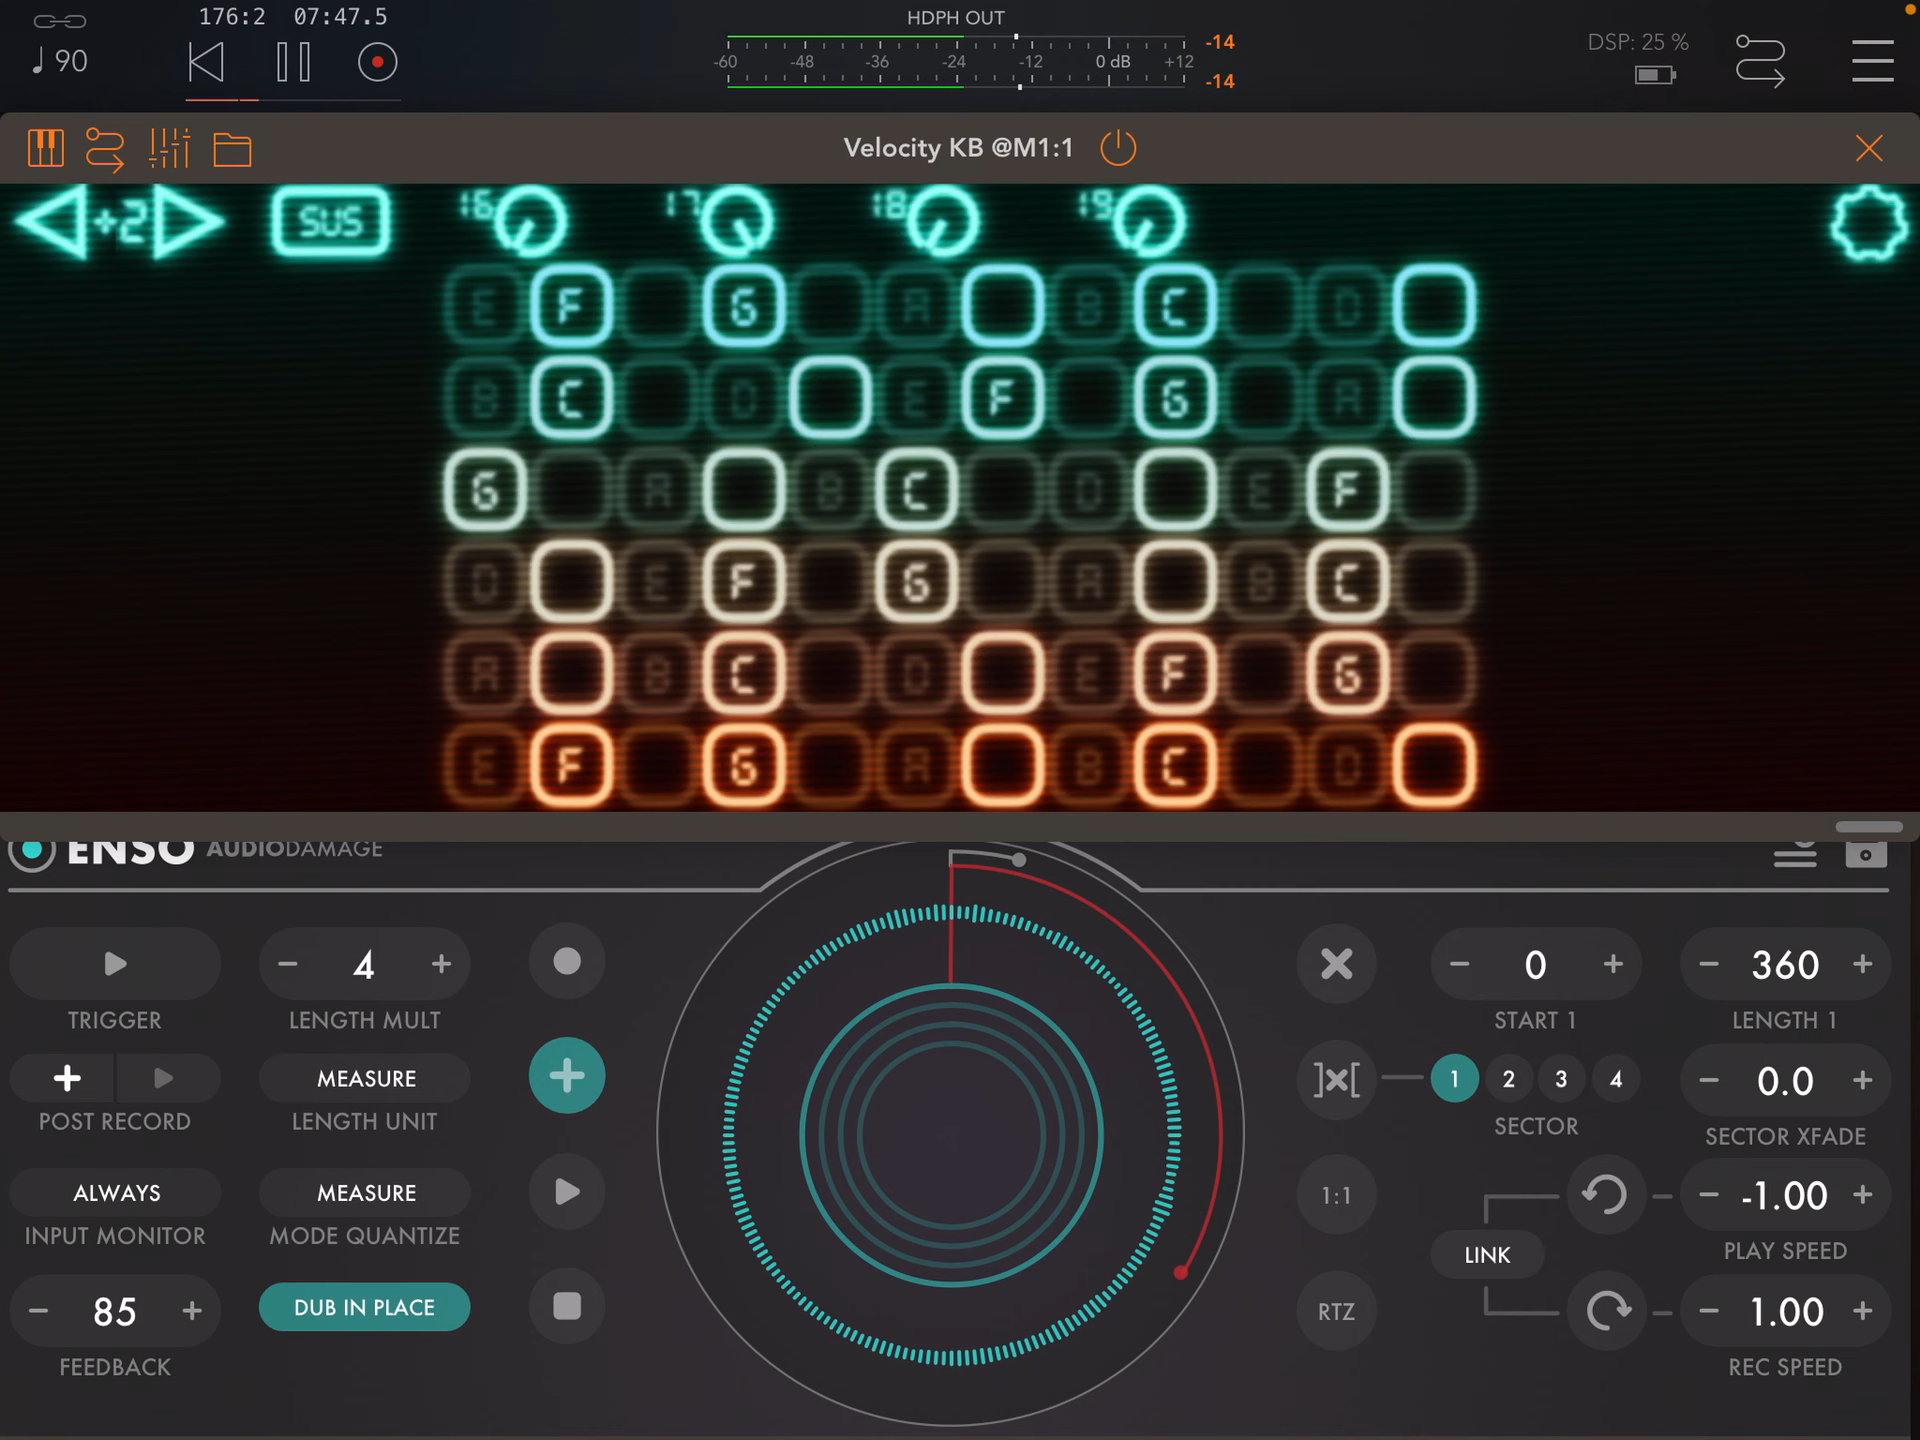 176:2 07:47.5
HDPH OUT
♩ 90
-60 -48 -36 -24 -12 0 dB +12
-14
-14
DSP: 25 %
Velocity KB @M1:1
+2 SUS 16 17 18 19
E F G A B C D
B C D E F G A
G A B C D E F
D E F G A B C
A B C D E F G
E F G A B C D
ENSO AUDIODAMAGE
− 4 +
TRIGGER
LENGTH MULT
− 0 +
START 1
− 360 +
LENGTH 1
+
POST RECORD
MEASURE
LENGTH UNIT
+
]x[
1 2 3 4
SECTOR
− 0.0 +
SECTOR XFADE
ALWAYS
INPUT MONITOR
MEASURE
MODE QUANTIZE
1:1
− -1.00 +
PLAY SPEED
LINK
− 85 +
FEEDBACK
DUB IN PLACE
RTZ
− 1.00 +
REC SPEED